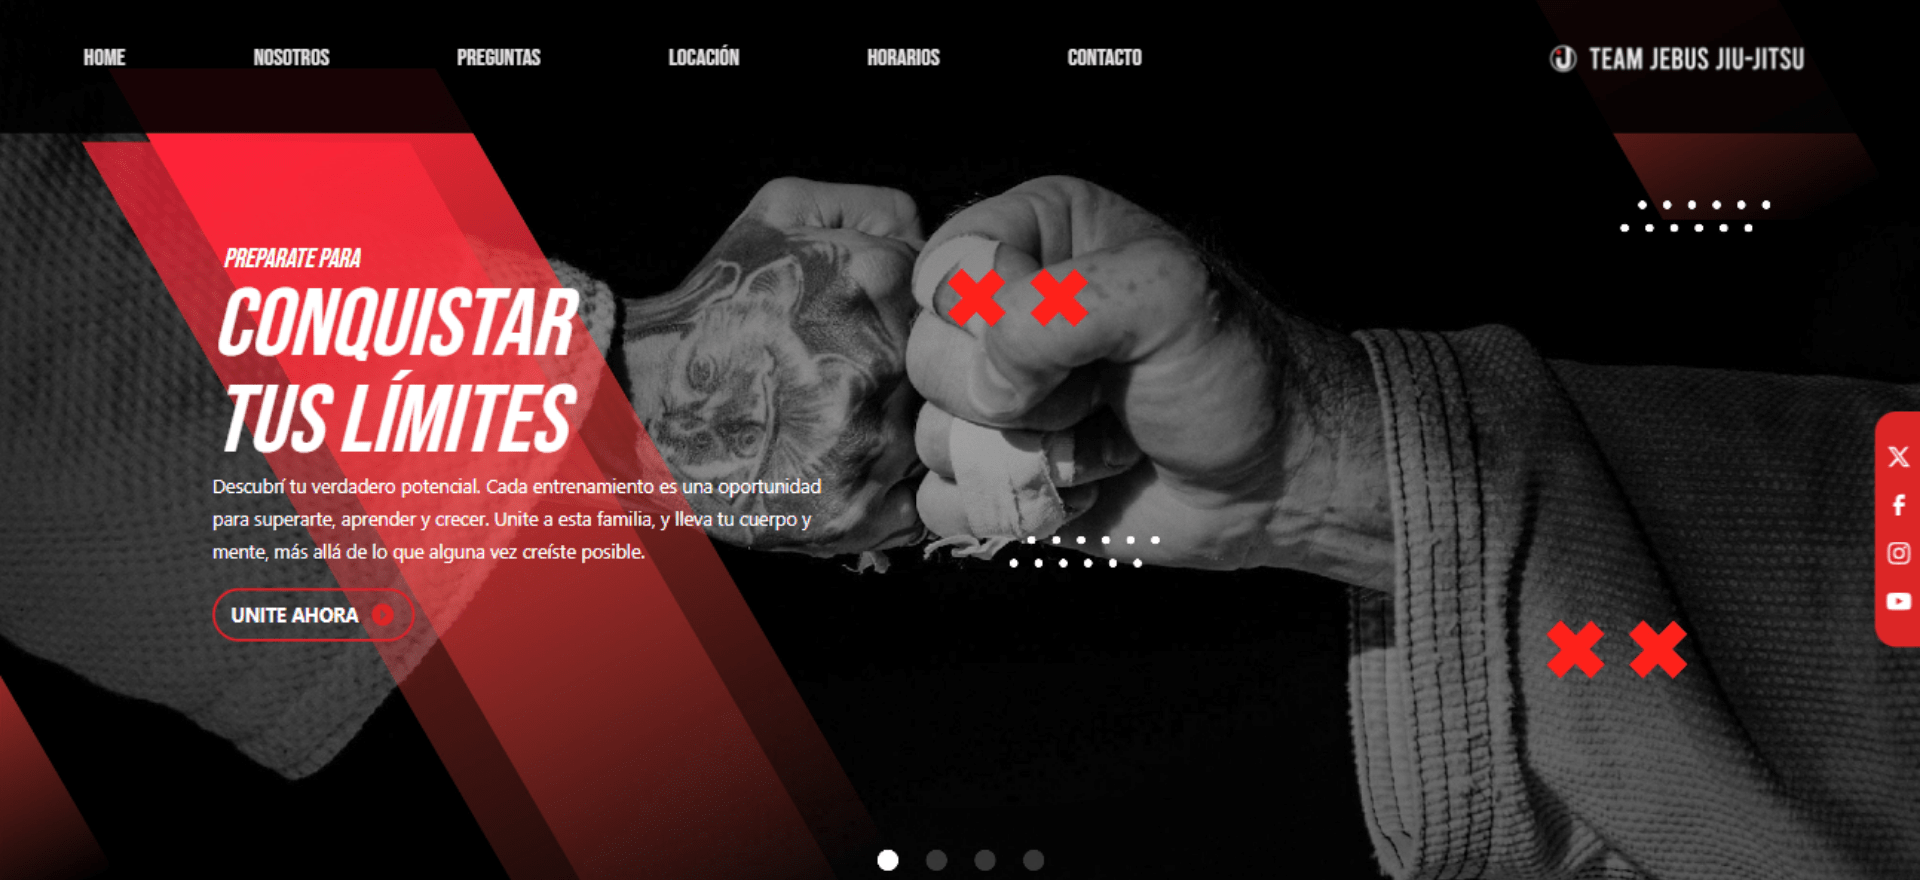 HOME
NOSOTROS
PREGUNTAS
LOCACIÓN
HORARIOS
CONTACTO
TEAM JEBUS JIU-JITSU
PREPARATE PARA
CONQUISTAR
TUS LÍMITES
Descubrí tu verdadero potencial. Cada entrenamiento es una oportunidad
para superarte, aprender y crecer. Unite a esta familia, y lleva tu cuerpo y
mente, más allá de lo que alguna vez creíste posible.
UNITE AHORA